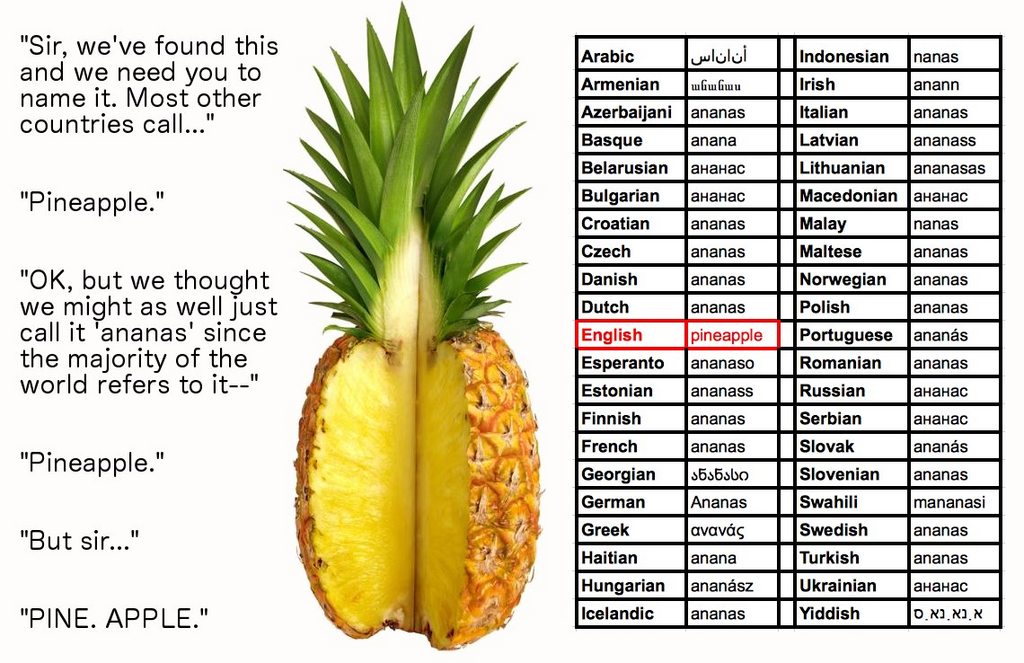 "Sir, we've found this
and we need you to
name it. Most other
countries call..."
"Pineapple."
"OK, but we thought
we might as well just
call it 'ananas' since
the majority of the
world refers to it--"
"Pineapple."
"But sir..."
"PINE. APPLE."
Arabic أناناس Indonesian nanas
Armenian անանաս Irish anann
Azerbaijani ananas Italian ananas
Basque anana Latvian ananass
Belarusian ананас Lithuanian ananasas
Bulgarian ананас Macedonian ананас
Croatian ananas Malay nanas
Czech ananas Maltese ananas
Danish ananas Norwegian ananas
Dutch ananas Polish ananas
English pineapple Portuguese ananás
Esperanto ananaso Romanian ananas
Estonian ananass Russian ананас
Finnish ananas Serbian ананас
French ananas Slovak ananás
Georgian ანანასი Slovenian ananas
German Ananas Swahili mananasi
Greek ανανάς Swedish ananas
Haitian anana Turkish ananas
Hungarian ananász Ukrainian ананас
Icelandic ananas Yiddish אַ נאַ נאַ ס